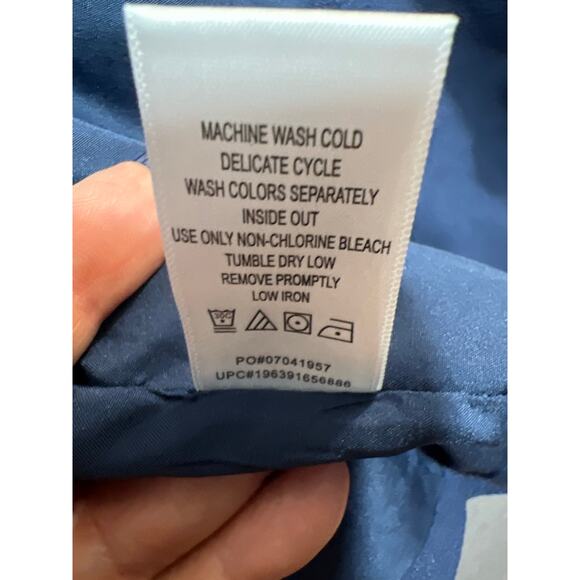 MACHINE WASH COLD
DELICATE CYCLE
WASH COLORS SEPARATELY
INSIDE OUT
USE ONLY NON-CHLORINE BLEACH
TUMBLE DRY LOW
REMOVE PROMPTLY
LOW IRON
PO#07041957
UPC#196391656886